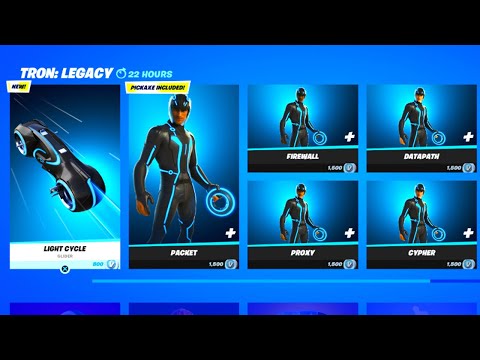 TRON: LEGACY 22 HOURS
NEW!
PICKAXE INCLUDED!
LIGHT CYCLE
GLIDER
800
PACKET
1,500
FIREWALL
1,500
DATAPATH
1,500
PROXY
1,500
CYPHER
1,500